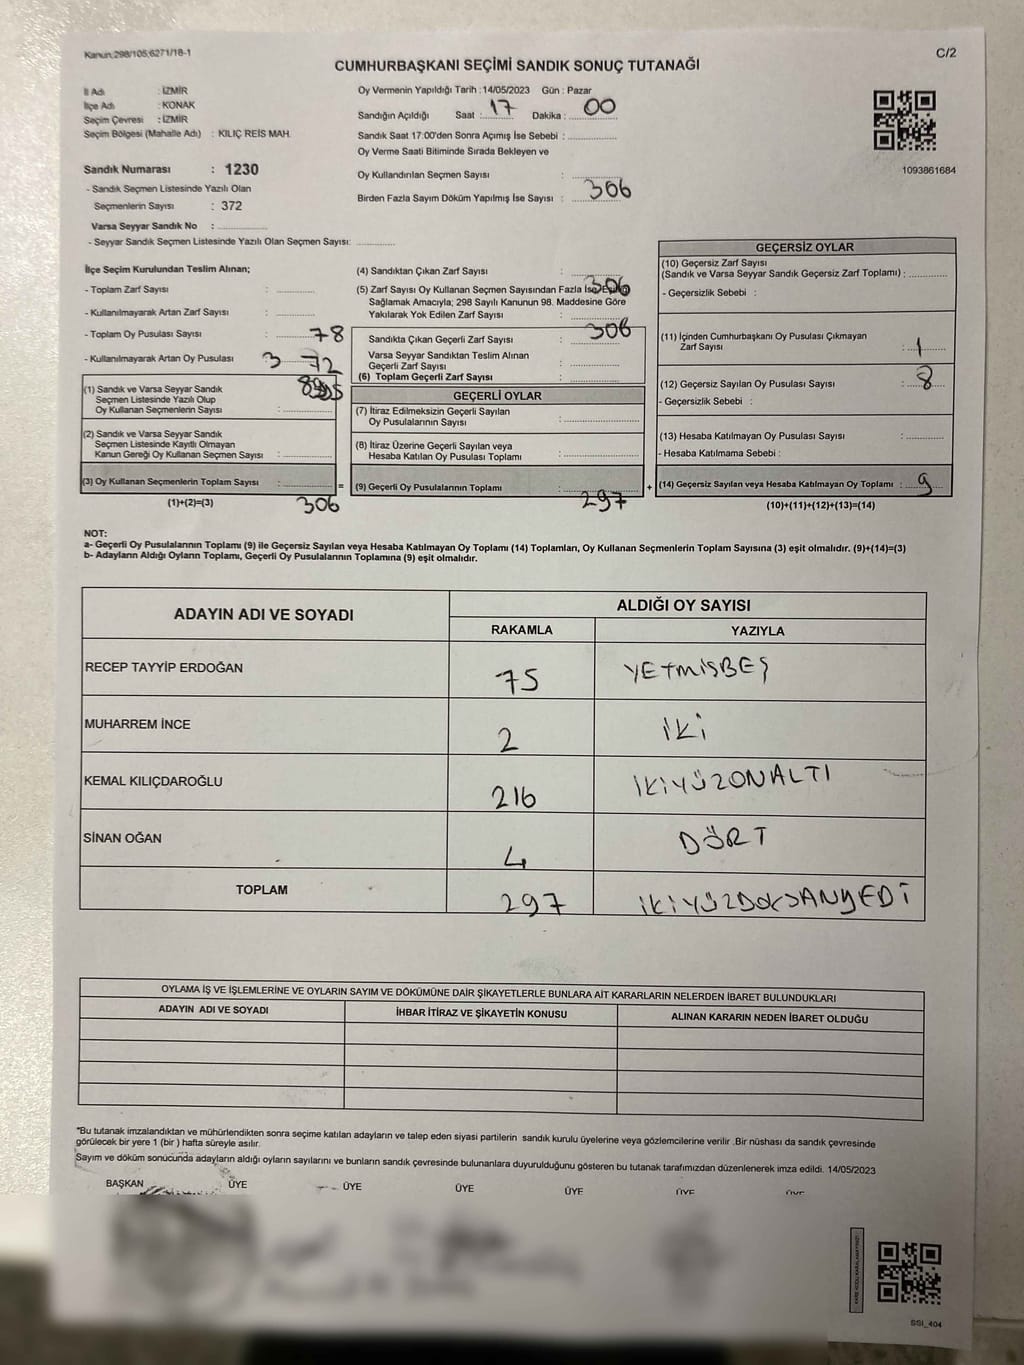 Kanun:298/105;6271/18-1
C/2
CUMHURBAŞKANI SEÇİMİ SANDIK SONUÇ TUTANAĞI
İl Adı : İZMİR
İlçe Adı : KONAK
Seçim Çevresi : İZMİR
Seçim Bölgesi (Mahalle Adı) : KILIÇ REİS MAH.
Sandık Numarası : 1230
- Sandık Seçmen Listesinde Yazılı Olan
Seçmenlerin Sayısı : 372
Varsa Seyyar Sandık No :
- Seyyar Sandık Seçmen Listesinde Yazılı Olan Seçmen Sayısı:
Oy Vermenin Yapıldığı Tarih :14/05/2023 Gün : Pazar
Sandığın Açıldığı Saat : 17 Dakika : 00
Sandık Saat 17:00'den Sonra Açımış İse Sebebi :
Oy Verme Saati Bitiminde Sırada Bekleyen ve
Oy Kullandırılan Seçmen Sayısı :
Birden Fazla Sayım Döküm Yapılmış İse Sayısı : 306
1093861684
İlçe Seçim Kurulundan Teslim Alınan;
- Toplam Zarf Sayısı :
- Kullanılmayarak Artan Zarf Sayısı :
- Toplam Oy Pusulası Sayısı : 78
- Kullanılmayarak Artan Oy Pusulası : 3 72
(1) Sandık ve Varsa Seyyar Sandık
Seçmen Listesinde Yazılı Olup
Oy Kullanan Seçmenlerin Sayısı :
(2) Sandık ve Varsa Seyyar Sandık
Seçmen Listesinde Kayıtlı Olmayan
Kanun Gereği Oy Kullanan Seçmen Sayısı :
(3) Oy Kullanan Seçmenlerin Toplam Sayısı :
(1)+(2)=(3) 306
(4) Sandıktan Çıkan Zarf Sayısı :
(5) Zarf Sayısı Oy Kullanan Seçmen Sayısından Fazla İse 306
Sağlamak Amacıyla; 298 Sayılı Kanunun 98. Maddesine Göre
Yakılarak Yok Edilen Zarf Sayısı :
Sandıkta Çıkan Geçerli Zarf Sayısı : 306
Varsa Seyyar Sandıktan Teslim Alınan
Geçerli Zarf Sayısı :
(6) Toplam Geçerli Zarf Sayısı :
GEÇERLİ OYLAR
(7) İtiraz Edilmeksizin Geçerli Sayılan
Oy Pusulalarının Sayısı :
(8) İtiraz Üzerine Geçerli Sayılan veya
Hesaba Katılan Oy Pusulası Toplamı :
= (9) Geçerli Oy Pusulalarının Toplamı : 297 +
GEÇERSİZ OYLAR
(10) Geçersiz Zarf Sayısı
(Sandık ve Varsa Seyyar Sandık Geçersiz Zarf Toplamı) :
- Geçersizlik Sebebi :
(11) İçinden Cumhurbaşkanı Oy Pusulası Çıkmayan
Zarf Sayısı : 1
(12) Geçersiz Sayılan Oy Pusulası Sayısı : 8
- Geçersizlik Sebebi :
(13) Hesaba Katılmayan Oy Pusulası Sayısı :
- Hesaba Katılmama Sebebi :
(14) Geçersiz Sayılan veya Hesaba Katılmayan Oy Toplamı : 9
(10)+(11)+(12)+(13)=(14)
NOT:
a- Geçerli Oy Pusulalarının Toplamı (9) ile Geçersiz Sayılan veya Hesaba Katılmayan Oy Toplamı (14) Toplamları, Oy Kullanan Seçmenlerin Toplam Sayısına (3) eşit olmalıdır. (9)+(14)=(3)
b- Adayların Aldığı Oyların Toplamı, Geçerli Oy Pusulalarının Toplamına (9) eşit olmalıdır.
ADAYIN ADI VE SOYADI
ALDIĞI OY SAYISI
RAKAMLA YAZIYLA
RECEP TAYYİP ERDOĞAN 75 YETMİŞBEŞ
MUHARREM İNCE 2 İKİ
KEMAL KILIÇDAROĞLU 216 İKİYÜZONALTI
SİNAN OĞAN 4 DÖRT
TOPLAM 297 İKİYÜZDOKSANYEDİ
OYLAMA İŞ VE İŞLEMLERİNE VE OYLARIN SAYIM VE DÖKÜMÜNE DAİR ŞİKAYETLERLE BUNLARA AİT KARARLARIN NELERDEN İBARET BULUNDUKLARI
ADAYIN ADI VE SOYADI İHBAR İTİRAZ VE ŞİKAYETİN KONUSU ALINAN KARARIN NEDEN İBARET OLDUĞU
*Bu tutanak imzalandıktan ve mühürlendikten sonra seçime katılan adayların ve talep eden siyasi partilerin sandık kurulu üyelerine veya gözlemcilerine verilir .Bir nüshası da sandık çevresinde
görülecek bir yere 1 (bir ) hafta süreyle asılır.
Sayım ve döküm sonucunda adayların aldığı oyların sayılarını ve bunların sandık çevresinde bulunanlara duyurulduğunu gösteren bu tutanak tarafımızdan düzenlenerek imza edildi. 14/05/2023
BAŞKAN ÜYE ÜYE ÜYE ÜYE ÜYE ÜYE
SSI_404